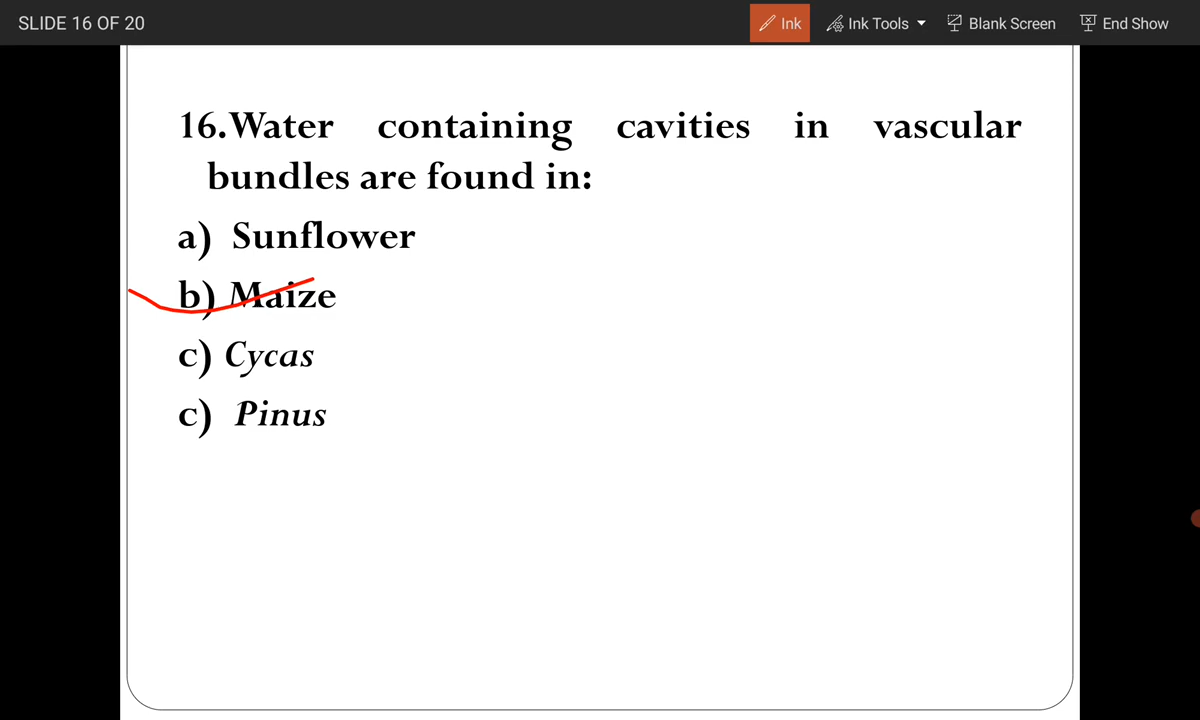 SLIDE 16 OF 20 Ink Ink Tools Blank Screen End Show
16.Water containing cavities in vascular
bundles are found in:
a) Sunflower
b) Maize
c) Cycas
c) Pinus